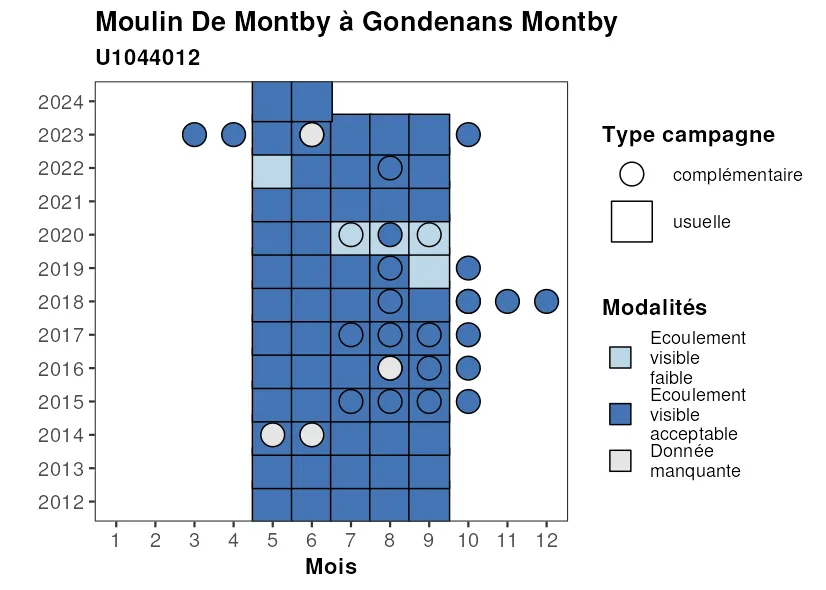 Moulin De Montby à Gondenans Montby
U1044012
2024
2023
2022
2021
2020
2019
2018
2017
2016
2015
2014
2013
2012
1 2 3 4 5 6 7 8 9 10 11 12
Mois
Type campagne
complémentaire
usuelle
Modalités
Ecoulement
visible
faible
Ecoulement
visible
acceptable
Donnée
manquante